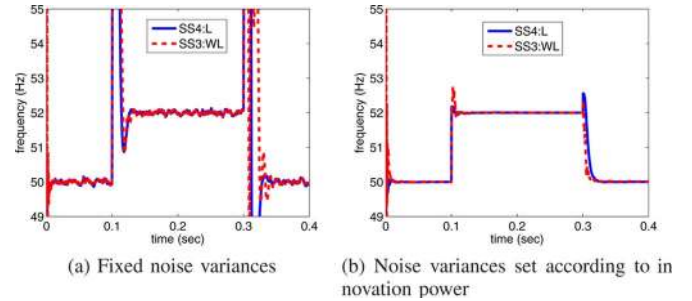 55
54
53
52
51
50
49
frequency (Hz)
SS4:L
SS3:WL
0
0.1
0.2
0.3
0.4
time (sec)
(a) Fixed noise variances
55
54
53
52
51
50
49
frequency (Hz)
SS4:L
SS3:WL
0
0.1
0.2
0.3
0.4
time (sec)
(b) Noise variances set according to in
novation power